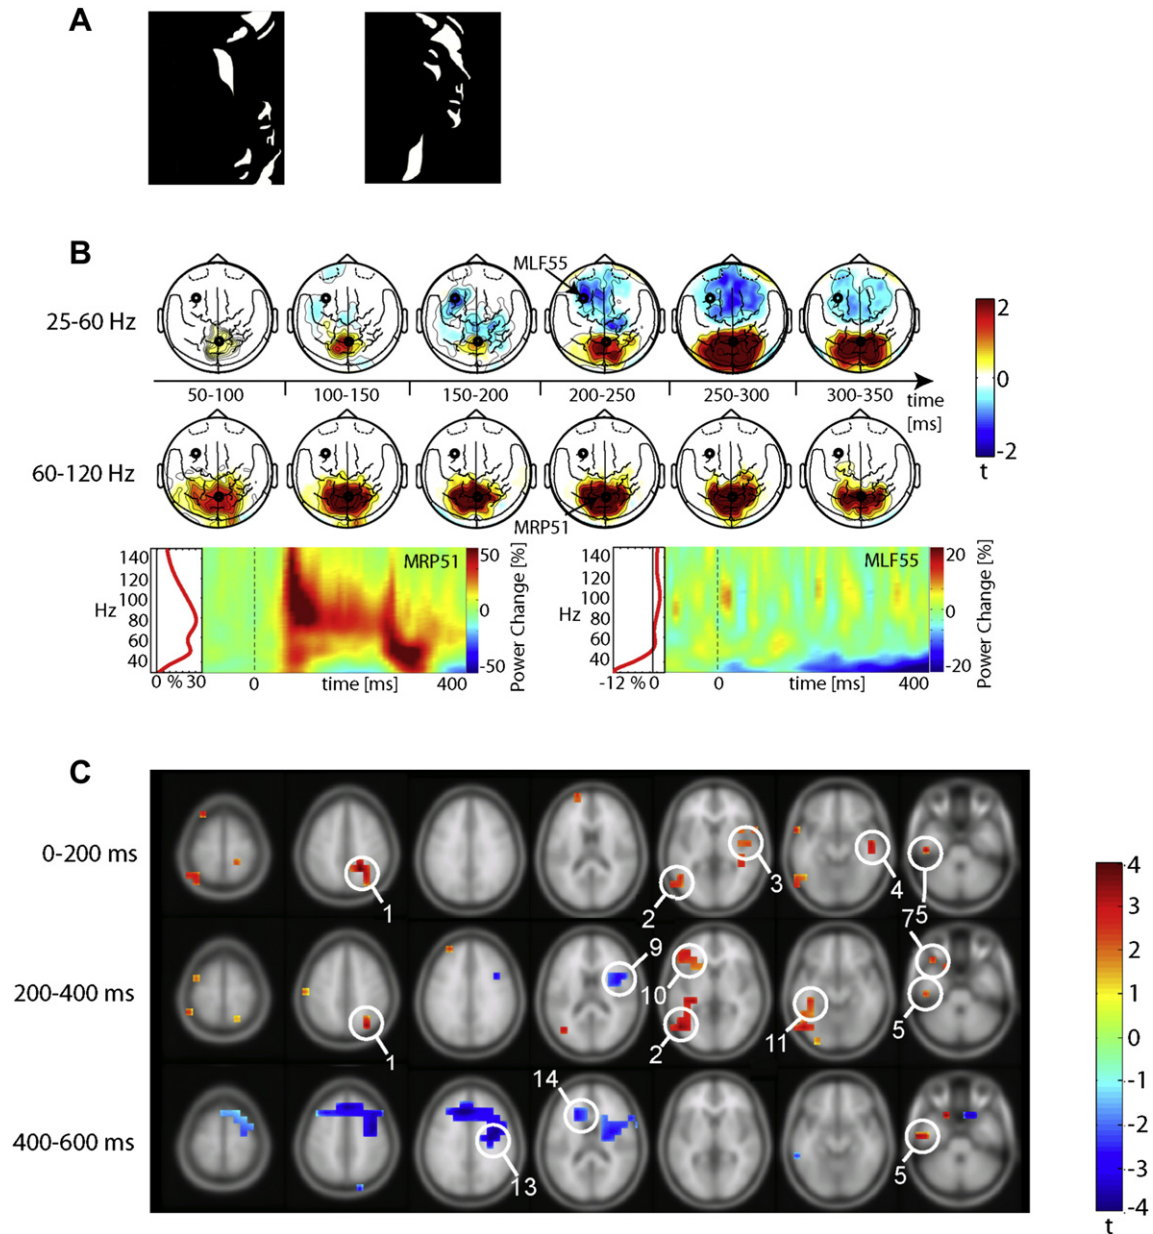 A
B
MLF55
25-60 Hz
2
0
-2
t
50-100 100-150 150-200 200-250 250-300 300-350 time
[ms]
60-120 Hz
MRP51
140
120
100
80
60
40
Hz
MRP51
50
0
-50
Power Change [%]
0 % 30 0 time [ms] 400
140
120
100
80
60
40
Hz
MLF55
20
0
-20
Power Change [%]
-12 % 0 0 time [ms] 400
C
0-200 ms
1 2 3 4 5
200-400 ms
1 2 7 9 10 11 5
400-600 ms
14 13 5
4
3
2
1
0
-1
-2
-3
-4
t